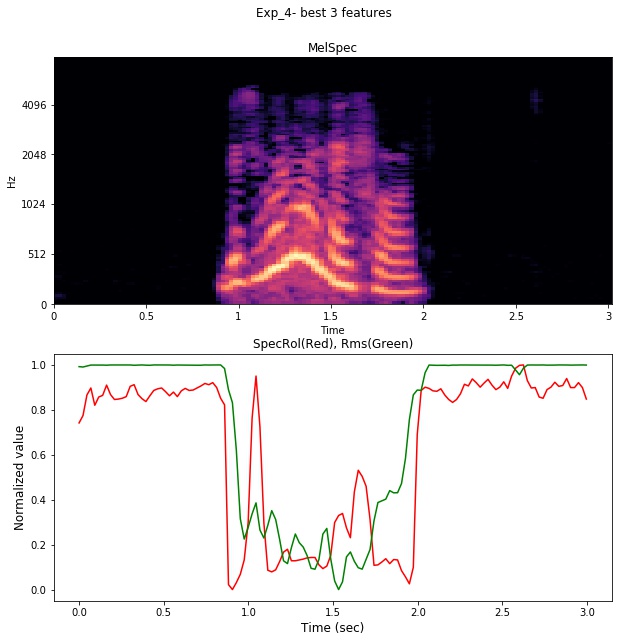 Exp_4- best 3 features
MelSpec
4096
2048
1024
512
0
Hz
0 0.5 1 1.5 2 2.5 3
Time
SpecRol(Red), Rms(Green)
1.0
0.8
0.6
0.4
0.2
0.0
Normalized value
0.0 0.5 1.0 1.5 2.0 2.5 3.0
Time (sec)